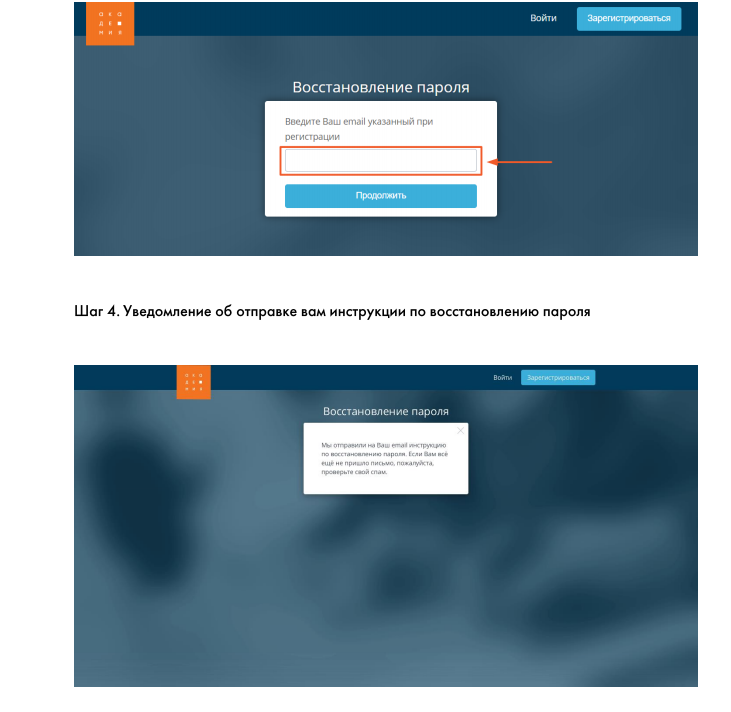 ака
де
мия
Войти
Зарегистрироваться
Восстановление пароля
Введите Ваш email указанный при
регистрации
Продолжить
Шаг 4. Уведомление об отправке вам инструкции по восстановлению пароля
ака
де
мия
Войти
Зарегистрироваться
Восстановление пароля
Мы отправили на Ваш email инструкцию
по восстановлению пароля. Если Вам всё
ещё не пришло письмо, пожалуйста,
проверьте свой спам.